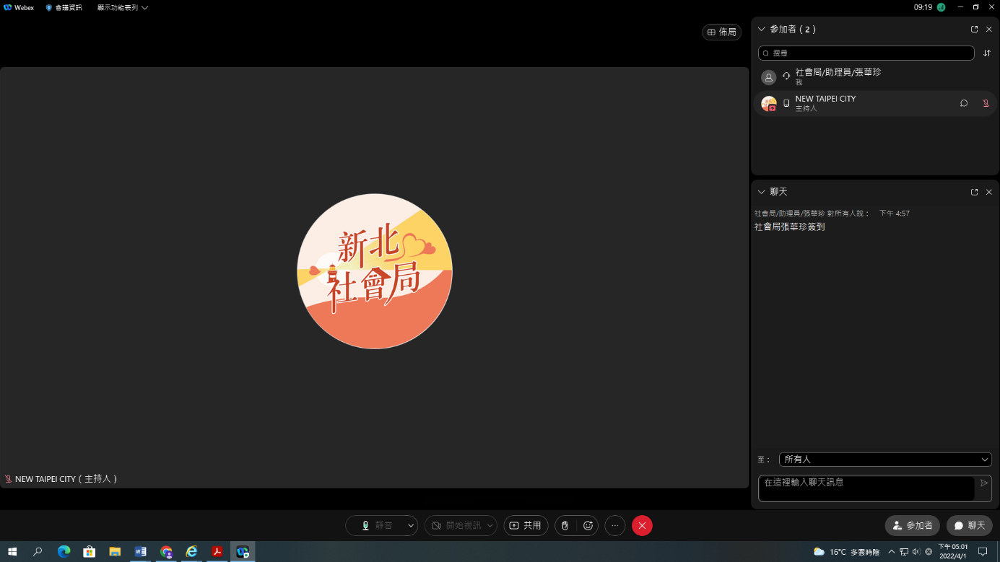 Webex
會議資訊
顯示功能表列
09:19
佈局
參加者 ( 2 )
搜尋
社會局/助理員/張華珍
我
NEW TAIPEI CITY
主持人
聊天
社會局/助理員/張華珍 對所有人說： 下午 4:57
社會局張華珍簽到
新北
社會局
NEW TAIPEI CITY ( 主持人 )
至：
所有人
在這裡輸入聊天訊息
靜音
開始視訊
共用
參加者
聊天
16°C 多雲時陰
下午 05:01
2022/4/1